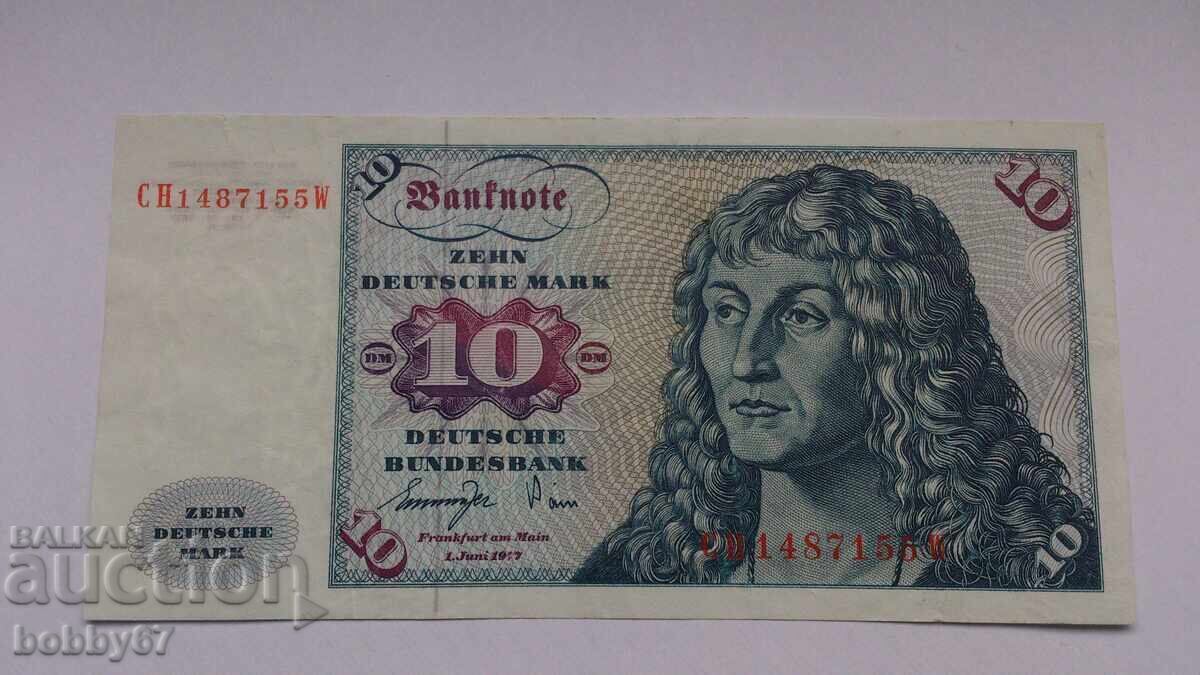 CH1487155W
10
Banknote
10
ZEHN
DEUTSCHE MARK
DM
10
DM
DEUTSCHE
BUNDESBANK
10
Frankfurt am Main
1. Juni 1977
CH1487155W
10
ZEHN
DEUTSCHE
MARK
BALKAN
auction
bobby67